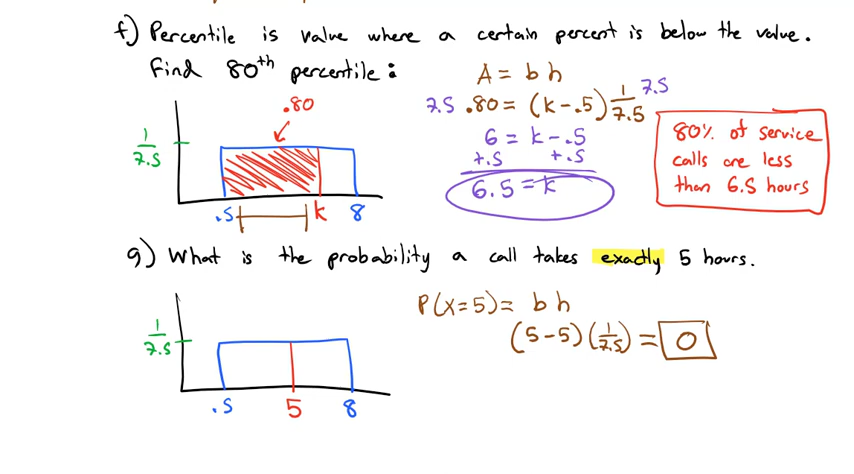 f) Percentile is value where a certain percent is below the value.
Find 80th percentile:
.80
1/7.5
.5
k
8
A = b h
7.5 .80 = (k-.5) 1/7.5 7.5
6 = k - .5
+.5 +.5
6.5 = k
80% of service
calls are less
than 6.5 hours
g) What is the probability a call takes exactly 5 hours.
1/7.5
.5
5
8
P(x=5) = b h
(5-5)(1/7.5) = 0